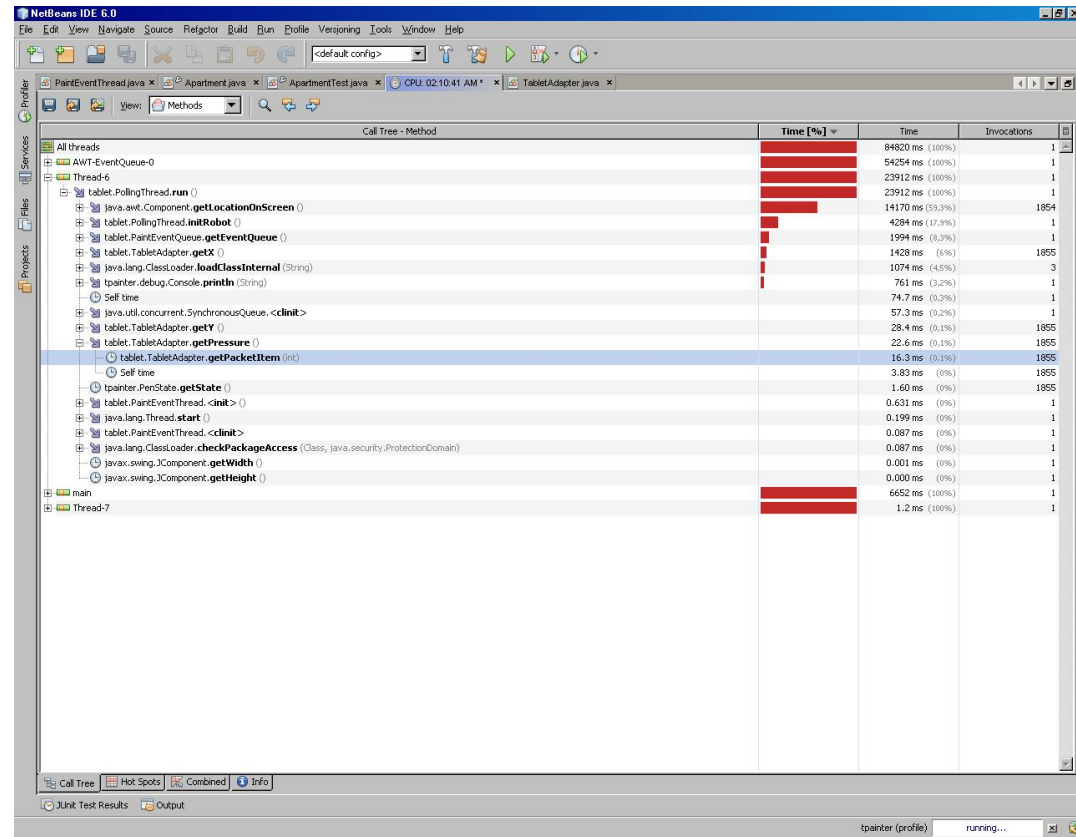 NetBeans IDE 6.0
File Edit View Navigate Source Refactor Build Run Profile Versioning Tools Window Help
<default config>
PaintEventThread.java x Apartment.java x ApartmentTest.java x CPU: 02:10:41 AM * x TabletAdapter.java x
View: Methods
Profiler
Services
Files
Projects
Call Tree - Method Time [%] Time Invocations
All threads 84820 ms (100%) 1
AWT-EventQueue-0 54254 ms (100%) 1
Thread-6 23912 ms (100%) 1
tablet.PollingThread.run () 23912 ms (100%) 1
java.awt.Component.getLocationOnScreen () 14170 ms (59,3%) 1854
tablet.PollingThread.initRobot () 4284 ms (17,9%) 1
tablet.PaintEventQueue.getEventQueue () 1994 ms (8,3%) 1
tablet.TabletAdapter.getX () 1428 ms (6%) 1855
java.lang.ClassLoader.loadClassInternal (String) 1074 ms (4,5%) 3
tpainter.debug.Console.println (String) 761 ms (3,2%) 1
Self time 74.7 ms (0,3%) 1
java.util.concurrent.SynchronousQueue.<clinit> 57.3 ms (0,2%) 1
tablet.TabletAdapter.getY () 28.4 ms (0,1%) 1855
tablet.TabletAdapter.getPressure () 22.6 ms (0,1%) 1855
tablet.TabletAdapter.getPacketItem (int) 16.3 ms (0,1%) 1855
Self time 3.83 ms (0%) 1855
tpainter.PenState.getState () 1.60 ms (0%) 1855
tablet.PaintEventThread.<init> () 0.631 ms (0%) 1
java.lang.Thread.start () 0.199 ms (0%) 1
tablet.PaintEventThread.<clinit> 0.087 ms (0%) 1
java.lang.ClassLoader.checkPackageAccess (Class, java.security.ProtectionDomain) 0.087 ms (0%) 1
javax.swing.JComponent.getWidth () 0.001 ms (0%) 1
javax.swing.JComponent.getHeight () 0.000 ms (0%) 1
main 6652 ms (100%) 1
Thread-7 1.2 ms (100%) 1
Call Tree Hot Spots Combined Info
JUnit Test Results Output
tpainter (profile) running...